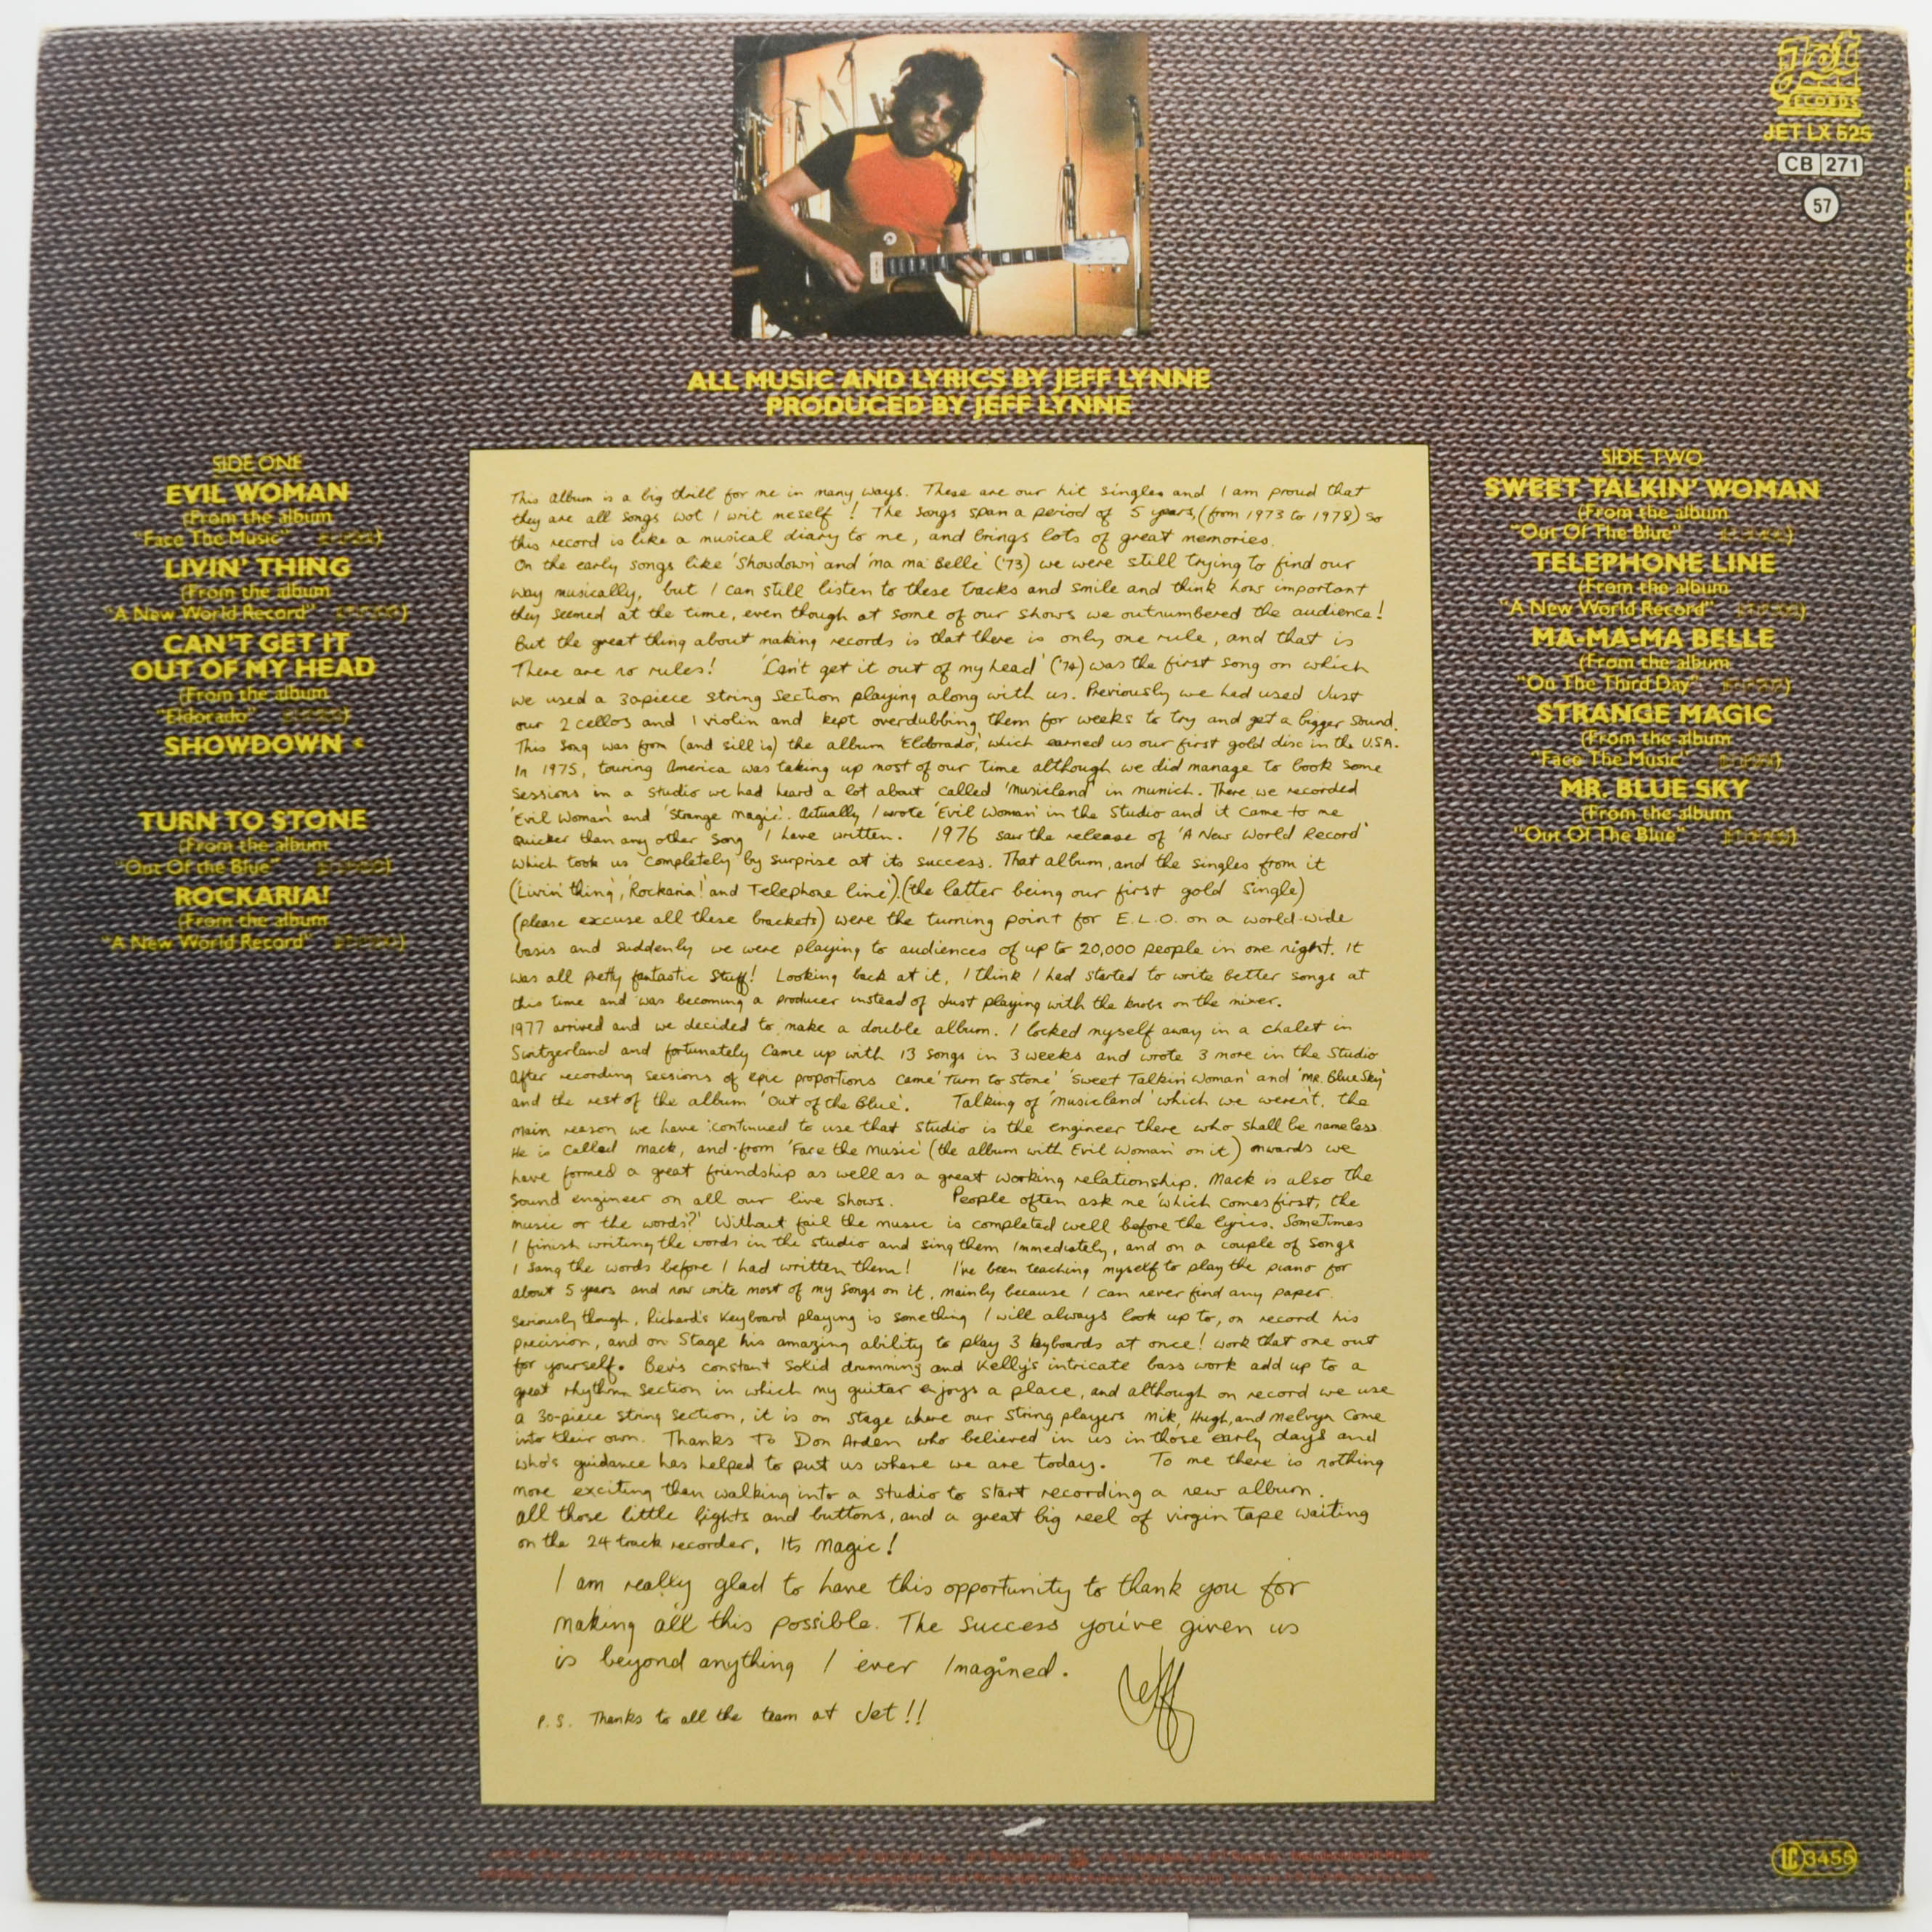 Jet
RECORDS
JET LX 525
CB 271
57
ALL MUSIC AND LYRICS BY JEFF LYNNE
PRODUCED BY JEFF LYNNE
SIDE ONE
EVIL WOMAN
(From the album
"Face The Music" )
LIVIN' THING
(From the album
"A New World Record" )
CAN'T GET IT
OUT OF MY HEAD
(From the album
"Eldorado" )
SHOWDOWN •
TURN TO STONE
(From the album
"Out Of the Blue" )
ROCKARIA!
(From the album
"A New World Record" )
This album is a big thrill for me in many ways. These are our hit singles and I am proud that
they are all songs wot I writ meself! The songs span a period of 5 years, (from 1973 to 1978) so
this record is like a musical diary to me, and brings lots of great memories.
On the early songs like 'Showdown' and 'ma ma Belle' ('73) we were still trying to find our
way musically, but I can still listen to these tracks and smile and think how important
they seemed at the time, even though at some of our shows we outnumbered the audience!
But the great thing about making records is that there is only one rule, and that is
There are no rules! 'Can't get it out of my head' ('74) was the first song on which
we used a 30 piece string section playing along with us. Previously we had used Just
our 2 cellos and 1 violin and kept overdubbing them for weeks to try and get a bigger sound.
This song was from (and sill is) the album 'Eldorado', which earned us our first gold disc in the U.S.A.
In 1975, touring America was taking up most of our time although we did manage to book some
sessions in a studio we had heard a lot about called 'musicland' in munich. There we recorded
'Evil Woman' and 'Strange magic'. Actually I wrote 'Evil Woman' in the Studio and it came to me
quicker than any other song I have written. 1976 saw the release of 'A New World Record'
which took us completely by surprise at its success. That album, and the singles from it
(Livin' thing', 'Rockaria!' and Telephone line').(the latter being our first gold single)
(please excuse all these brackets) were the turning point for E.L.O. on a world-wide
basis and suddenly we were playing to audiences of up to 20,000 people in one night. It
was all pretty fantastic stuff! Looking back at it, I think I had started to write better songs at
this time and was becoming a producer instead of Just playing with the knobs on the mixer.
1977 arrived and we decided to make a double album. I locked myself away in a chalet in
Switzerland and fortunately came up with 13 songs in 3 weeks and wrote 3 more in the Studio
After recording sessions of epic proportions came 'Turn to Stone' 'Sweet Talkin' Woman' and 'Mr. Blue Sky'
and the rest of the album 'Out of the Blue'. Talking of 'musicland' which we weren't, the
main reason we have continued to use that studio is the engineer there who shall be nameless.
He is called Mack, and from 'Face the Music' (the album with Evil Woman' on it) onwards we
have formed a great friendship as well as a great working relationship. Mack is also the
sound engineer on all our live shows. People often ask me 'which comes first, the
music or the words?' Without fail the music is completed well before the lyrics. Sometimes
I finish writing the words in the studio and sing them immediately, and on a couple of songs
I sang the words before I had written them! I've been teaching myself to play the piano for
about 5 years and now write most of my songs on it, mainly because I can never find any paper.
Seriously though, Richard's Keyboard playing is something I will always look up to, on record his
precision, and on stage his amazing ability to play 3 keyboards at once! work that one out
for yourself. Bev's constant solid drumming and Kelly's intricate bass work add up to a
great rhythm section in which my guitar enjoys a place, and although on record we use
a 30-piece string section, it is on stage where our string players Mik, Hugh, and Melvyn come
into their own. Thanks to Don Arden who believed in us in those early days and
who's guidance has helped to put us where we are today. To me there is nothing
more exciting than walking into a studio to start recording a new album.
All those little lights and buttons, and a great big reel of virgin tape waiting
on the 24 track recorder, Its magic!
I am really glad to have this opportunity to thank you for
making all this possible. The success you've given us
is beyond anything I ever Imagined.
Jeff
P.S. Thanks to all the team at Jet!!
SIDE TWO
SWEET TALKIN' WOMAN
(From the album
"Out Of The Blue" )
TELEPHONE LINE
(From the album
"A New World Record" )
MA-MA-MA BELLE
(From the album
"On The Third Day" )
STRANGE MAGIC
(From the album
"Face The Music" )
MR. BLUE SKY
(From the album
"Out Of The Blue" )
IC 3455